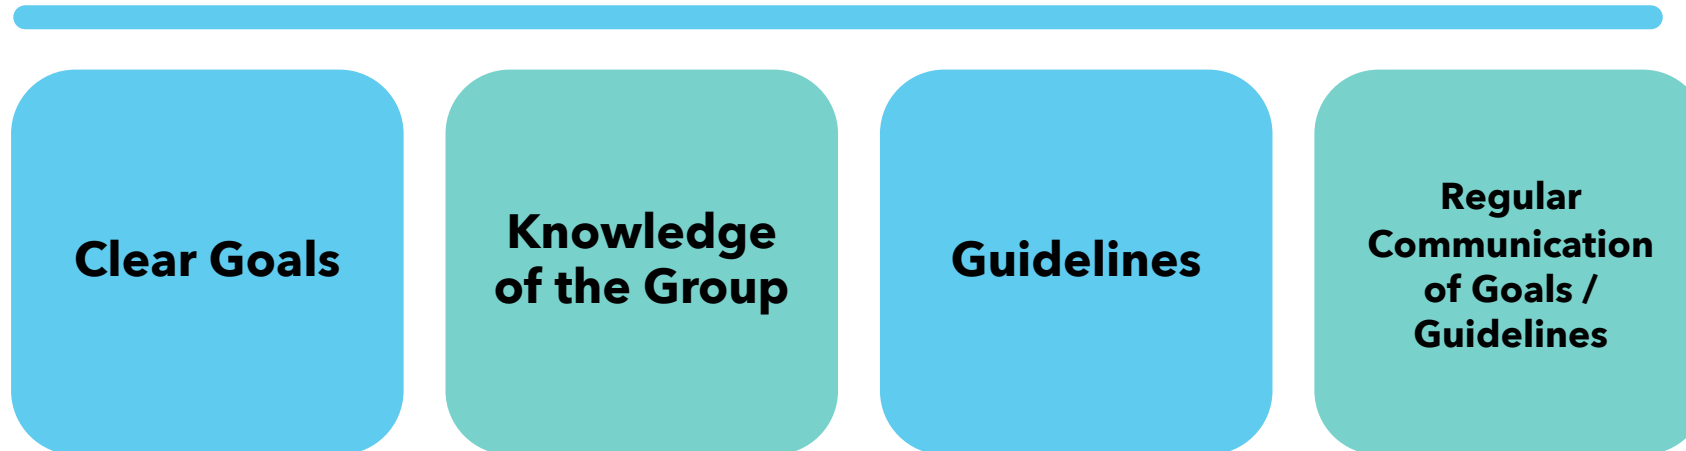 Clear Goals
Knowledge
of the Group
Guidelines
Regular
Communication
of Goals /
Guidelines